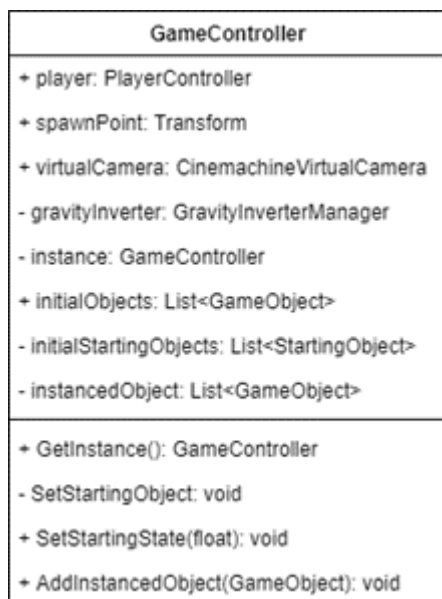 GameController
+ player: PlayerController
+ spawnPoint: Transform
+ virtualCamera: CinemachineVirtualCamera
- gravityInverter: GravityInverterManager
- instance: GameController
+ initialObjects: List<GameObject>
- initialStartingObjects: List<StartingObject>
- instancedObject: List<GameObject>
+ GetInstance(): GameController
- SetStartingObject: void
+ SetStartingState(float): void
+ AddInstancedObject(GameObject): void